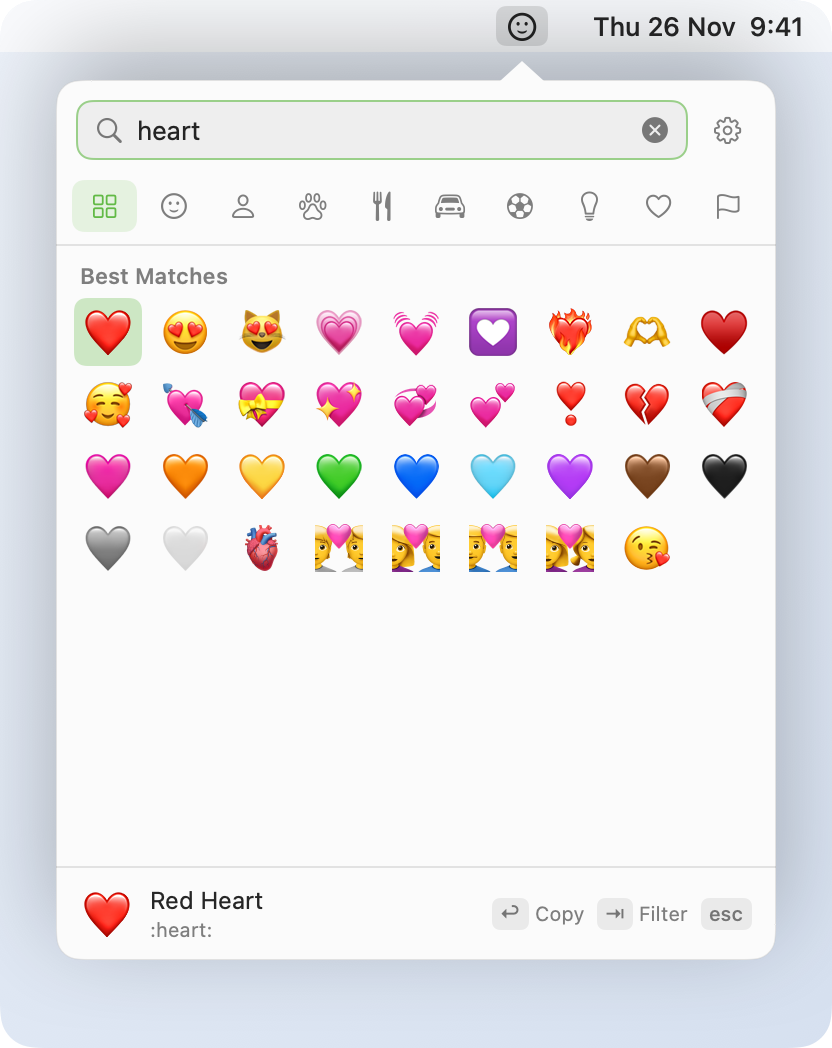 Thu 26 Nov 9:41
heart
Best Matches
Red Heart
:heart:
Copy
Filter
esc